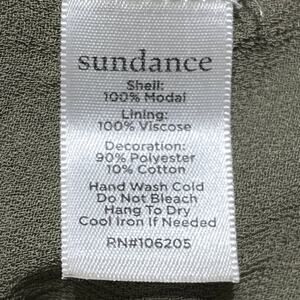 sundance
Shell:
100% Modal
Lining:
100% Viscose
Decoration:
90% Polyester
10% Cotton
Hand Wash Cold
Do Not Bleach
Hang To Dry
Cool Iron If Needed
RN#106205